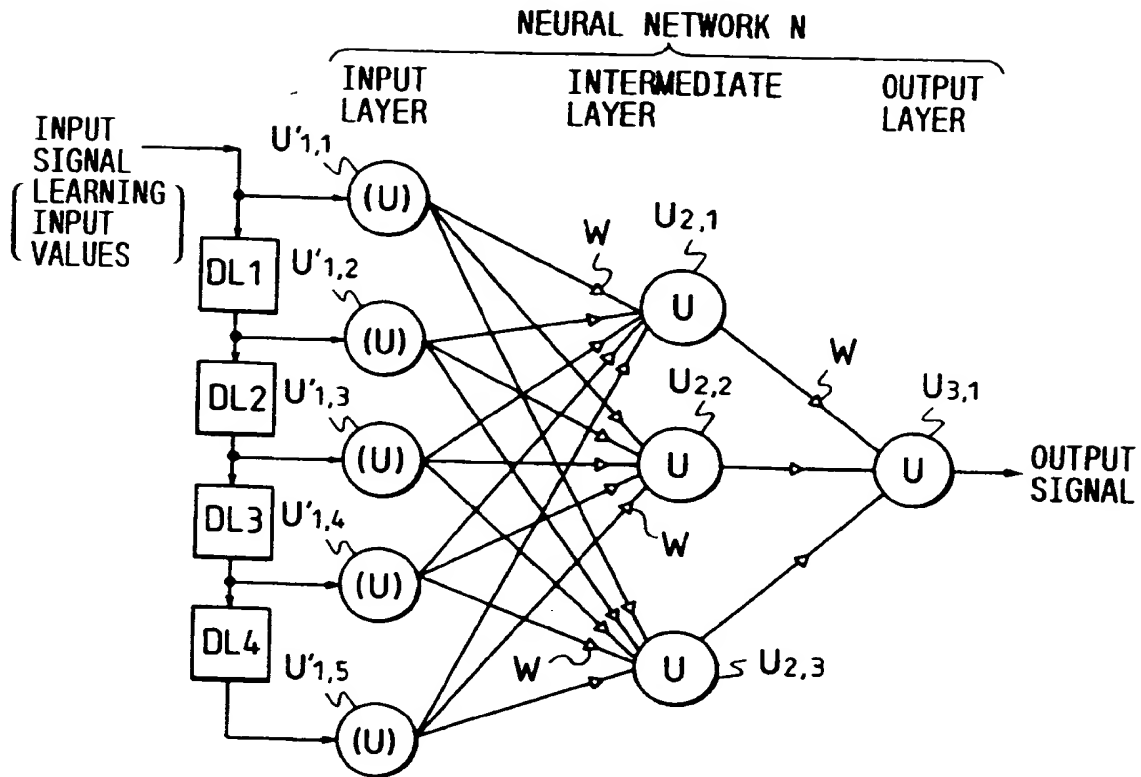 NEURAL NETWORK N
INPUT
LAYER
INTERMEDIATE
LAYER
OUTPUT
LAYER
INPUT
SIGNAL
LEARNING
INPUT
VALUES
U'1,1
(U)
DL1
U'1,2
(U)
DL2
U'1,3
(U)
DL3
U'1,4
(U)
DL4
U'1,5
(U)
W
U2,1
U
U2,2
U
W
W
U2,3
U
W
U3,1
U
OUTPUT
SIGNAL